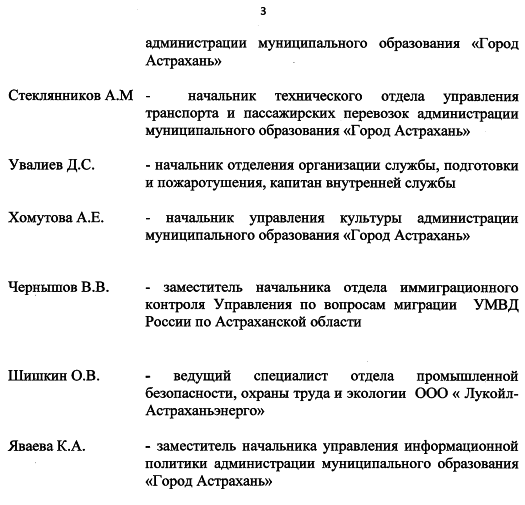 3
администрации муниципального образования «Город
Астрахань»
Стеклянников А.М - начальник технического отдела управления
транспорта и пассажирских перевозок администрации
муниципального образования «Город Астрахань»
Увалиев Д.С. - начальник отделения организации службы, подготовки
и пожаротушения, капитан внутренней службы
Хомутова А.Е. - начальник управления культуры администрации
муниципального образования «Город Астрахань»
Чернышов В.В. - заместитель начальника отдела иммиграционного
контроля Управления по вопросам миграции УМВД
России по Астраханской области
Шишкин О.В. - ведущий специалист отдела промышленной
безопасности, охраны труда и экологии ООО « Лукойл-
Астраханьэнерго»
Яваева К.А. - заместитель начальника управления информационной
политики администрации муниципального образования
«Город Астрахань»